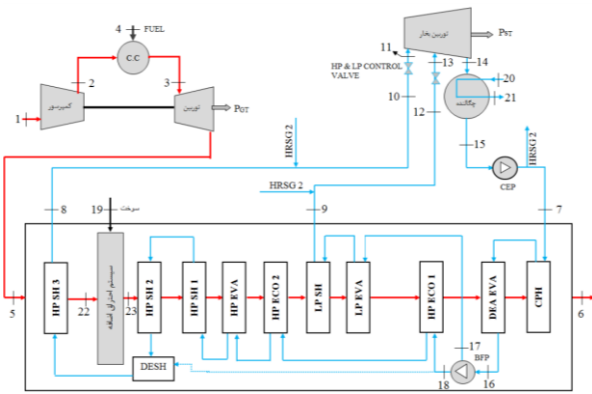 4
FUEL
C.C
2
3
1
کمپرسور
توربین
PGT
توربین بخار
PST
11
HP & LP CONTROL
VALVE
13
14
10
12
20
21
چگالنده
15
CEP
HRSG 2
HRSG 2
HRSG 2
8
19
سوخت
9
7
5
HP SH 3
22
سیستم احتراق اضافه
23
HP SH 2
HP SH 1
HP EVA
HP ECO 2
LP SH
LP EVA
HP ECO 1
DEA EVA
CPH
6
DESH
17
BFP
18
16